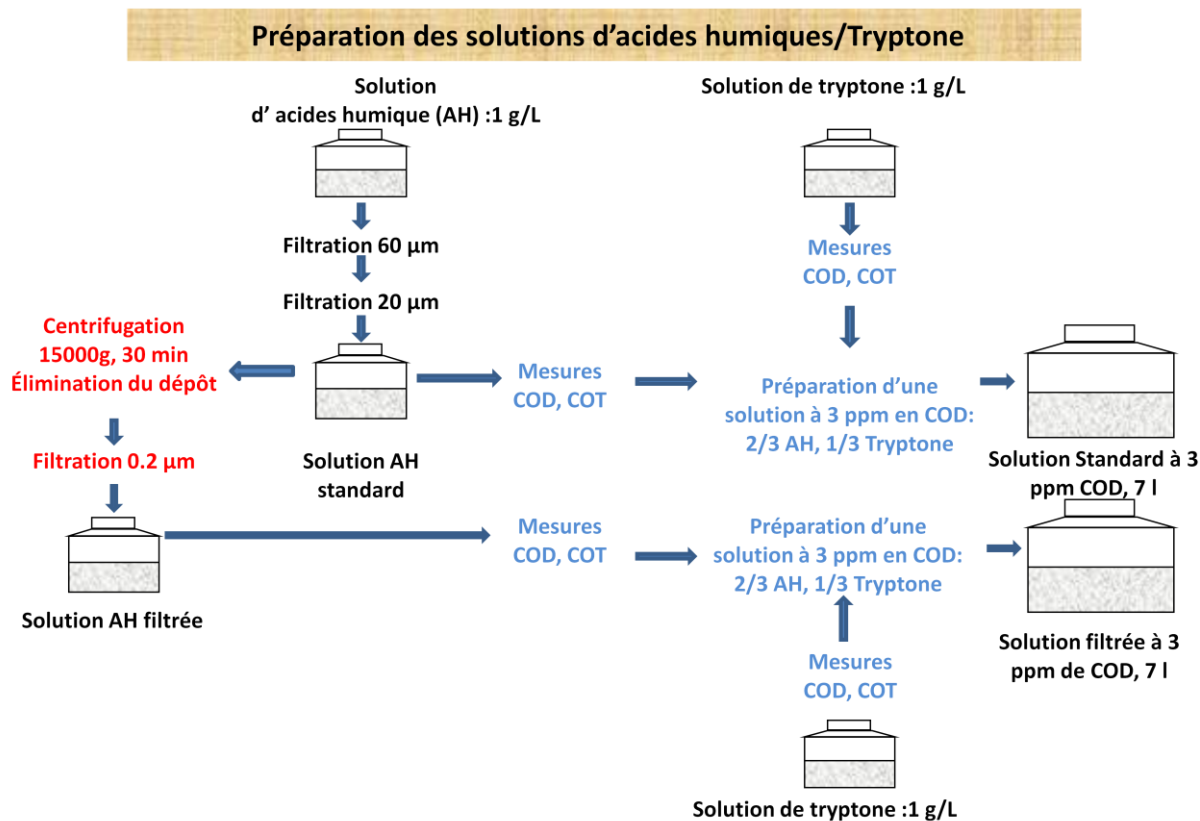 Préparation des solutions d'acides humiques/Tryptone
Solution
d' acides humique (AH) :1 g/L
Solution de tryptone :1 g/L
Filtration 60 µm
Mesures
COD, COT
Filtration 20 µm
Centrifugation
15000g, 30 min
Élimination du dépôt
Mesures
COD, COT
Préparation d'une
solution à 3 ppm en COD:
2/3 AH, 1/3 Tryptone
Filtration 0.2 µm
Solution AH
standard
Solution Standard à 3
ppm COD, 7 l
Mesures
COD, COT
Préparation d'une
solution à 3 ppm en COD:
2/3 AH, 1/3 Tryptone
Solution AH filtrée
Solution filtrée à 3
ppm de COD, 7 l
Mesures
COD, COT
Solution de tryptone :1 g/L